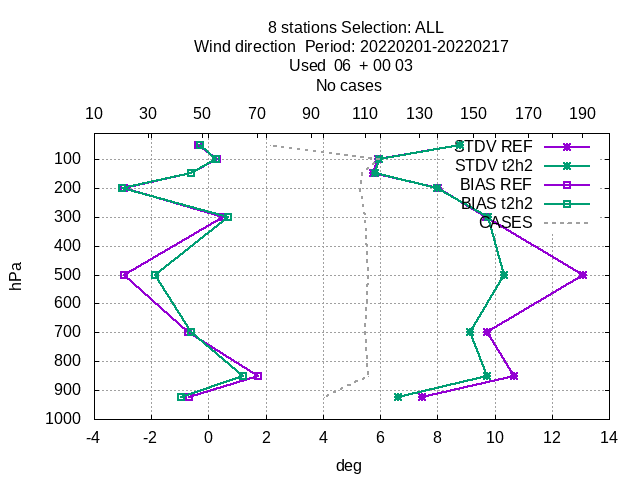 8 stations Selection: ALL
Wind direction  Period: 20220201-20220217
Used  06  + 00 03
No cases
10 30 50 70 90 110 130 150 170 190
STDV REF
STDV t2h2
BIAS REF
BIAS t2h2
CASES
100
200
300
400
500
600
700
800
900
1000
hPa
-4 -2 0 2 4 6 8 10 12 14
deg